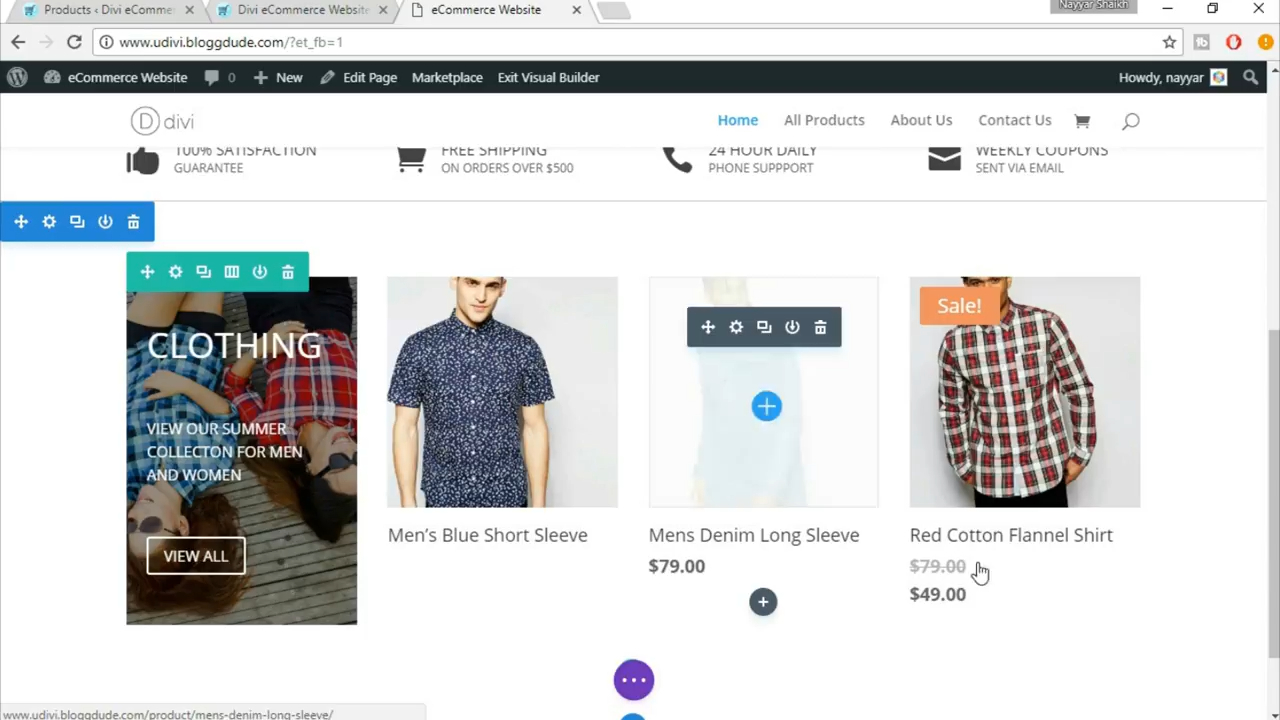 Nayyar Shaikh
Products ‹ Divi eComme
Divi eCommerce Website
eCommerce Website
www.udivi.bloggdude.com/?et_fb=1
eCommerce Website 0 New Edit Page Marketplace Exit Visual Builder Howdy, nayyar
D divi
Home All Products About Us Contact Us
100% SATISFACTION
GUARANTEE
FREE SHIPPING
ON ORDERS OVER $500
24 HOUR DAILY
PHONE SUPPPORT
WEEKLY COUPONS
SENT VIA EMAIL
CLOTHING
VIEW OUR SUMMER
COLLECTON FOR MEN
AND WOMEN
VIEW ALL
Men’s Blue Short Sleeve
Mens Denim Long Sleeve
$79.00
Sale!
Red Cotton Flannel Shirt
$79.00
$49.00
www.udivi.bloggdude.com/product/mens-denim-long-sleeve/